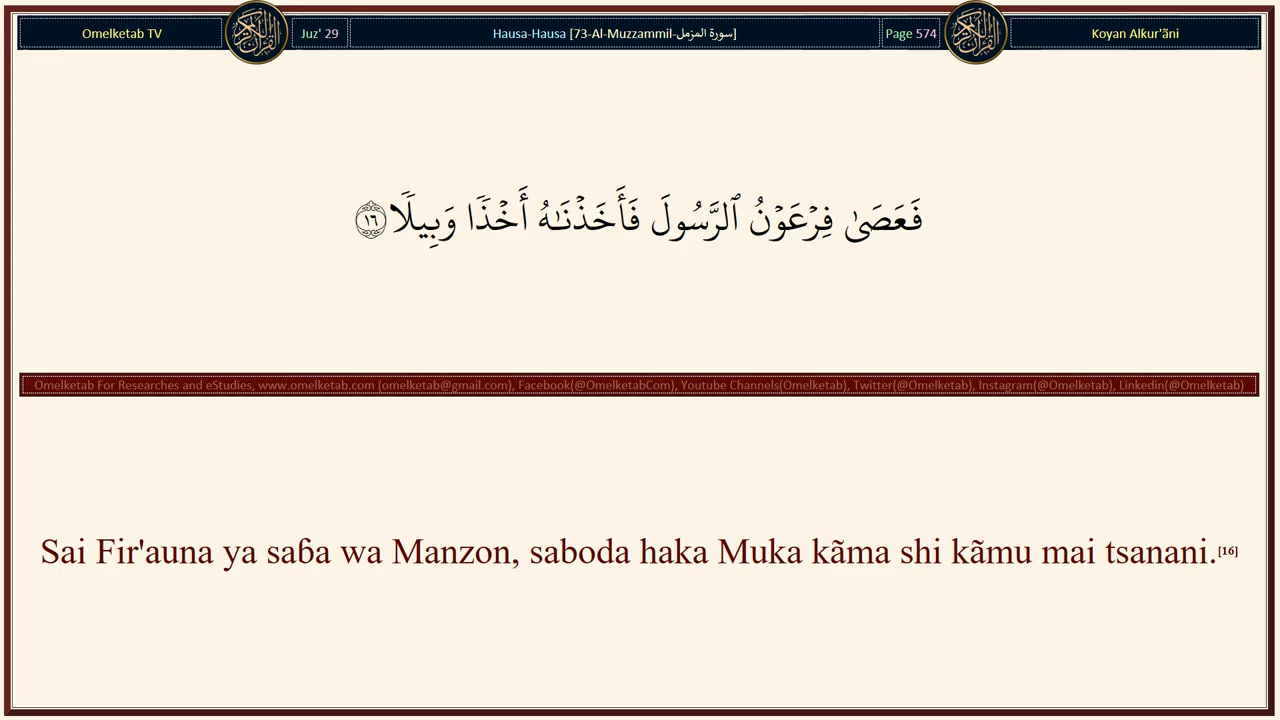 Omelketab TV
Juz' 29
Hausa-Hausa [73-Al-Muzzammil-سورة المزمل]
Page 574
Koyan Alƙur'ãni
فَعَصَىٰ فِرۡعَوۡنُ ٱلرَّسُولَ فَأَخَذۡنَٰهُ أَخۡذٗا وَبِيلٗا ١٦
Omelketab For Researches and eStudies, www.omelketab.com (omelketab@gmail.com), Facebook(@OmelketabCom), Youtube Channels(Omelketab), Twitter(@Omelketab), Instagram(@Omelketab), Linkedin(@Omelketab)
Sai Fir'auna ya saɓa wa Manzon, saboda haka Muka kãma shi kãmu mai tsanani.[16]